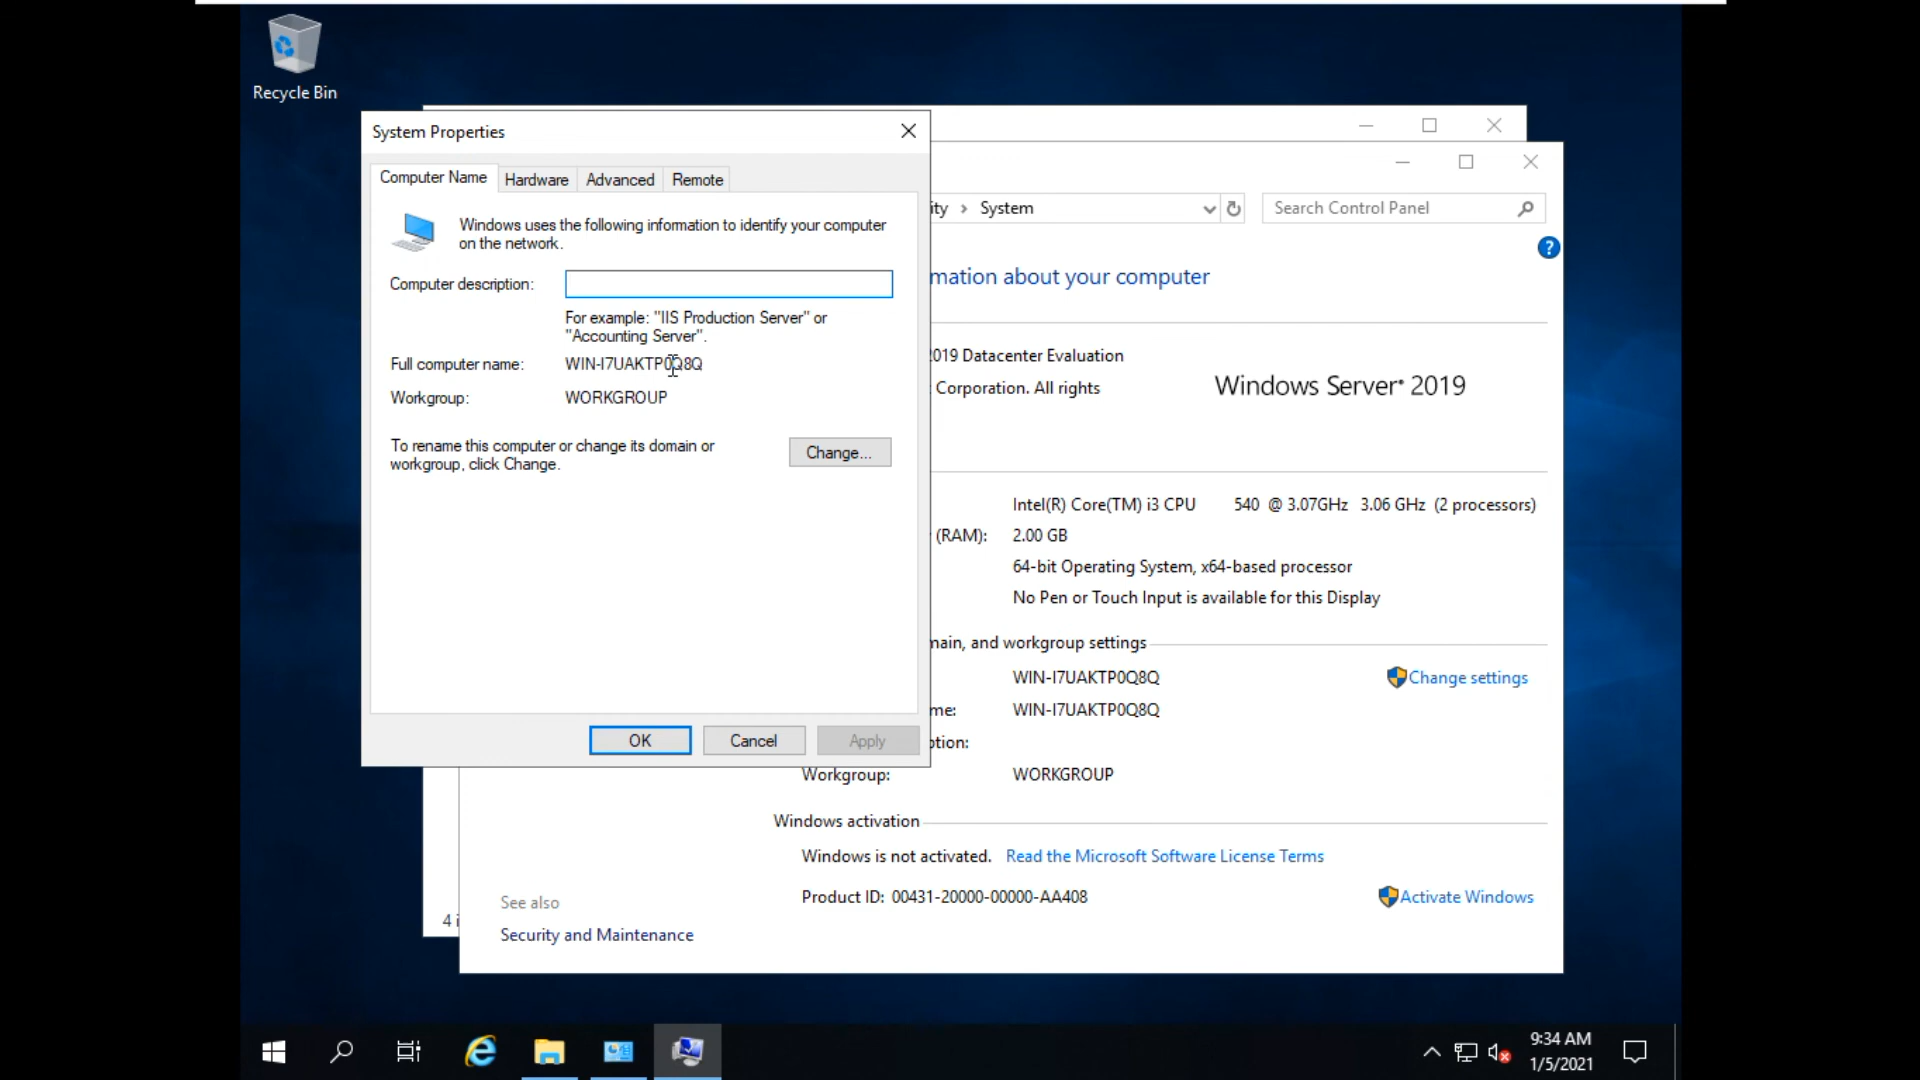 Recycle Bin
System Properties
Computer Name
Hardware
Advanced
Remote
Windows uses the following information to identify your computer
on the network.
Computer description:
For example: "IIS Production Server" or
"Accounting Server".
Full computer name:
WIN-I7UAKTP0Q8Q
Workgroup:
WORKGROUP
To rename this computer or change its domain or
workgroup, click Change.
Change...
OK
Cancel
Apply
ity
System
Search Control Panel
mation about your computer
2019 Datacenter Evaluation
Corporation. All rights
Windows Server® 2019
Intel(R) Core(TM) i3 CPU 540 @ 3.07GHz 3.06 GHz (2 processors)
(RAM): 2.00 GB
64-bit Operating System, x64-based processor
No Pen or Touch Input is available for this Display
main, and workgroup settings
WIN-I7UAKTP0Q8Q
Change settings
me: WIN-I7UAKTP0Q8Q
ption:
Workgroup: WORKGROUP
Windows activation
Windows is not activated. Read the Microsoft Software License Terms
Product ID: 00431-20000-00000-AA408
Activate Windows
See also
Security and Maintenance
4 i
9:34 AM
1/5/2021